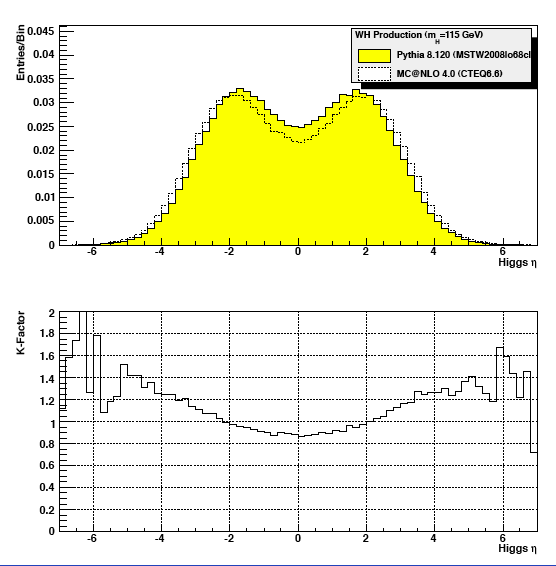 Entries/Bin
0.045
0.04
0.035
0.03
0.025
0.02
0.015
0.01
0.005
0
WH Production (m_H=115 GeV)
Pythia 8.120 (MSTW2008lo68cl
MC@NLO 4.0 (CTEQ6.6)
-6 -4 -2 0 2 4 6
Higgs η
K-Factor
2
1.8
1.6
1.4
1.2
1
0.8
0.6
0.4
0.2
0
-6 -4 -2 0 2 4 6
Higgs η